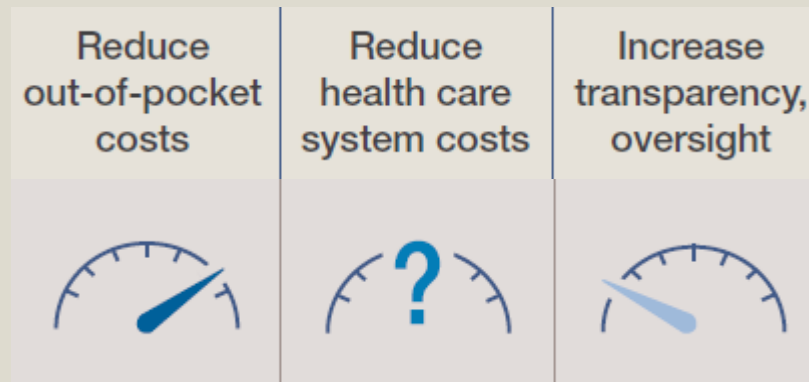 Reduce
out-of-pocket
costs
Reduce
health care
system costs
Increase
transparency,
oversight
?